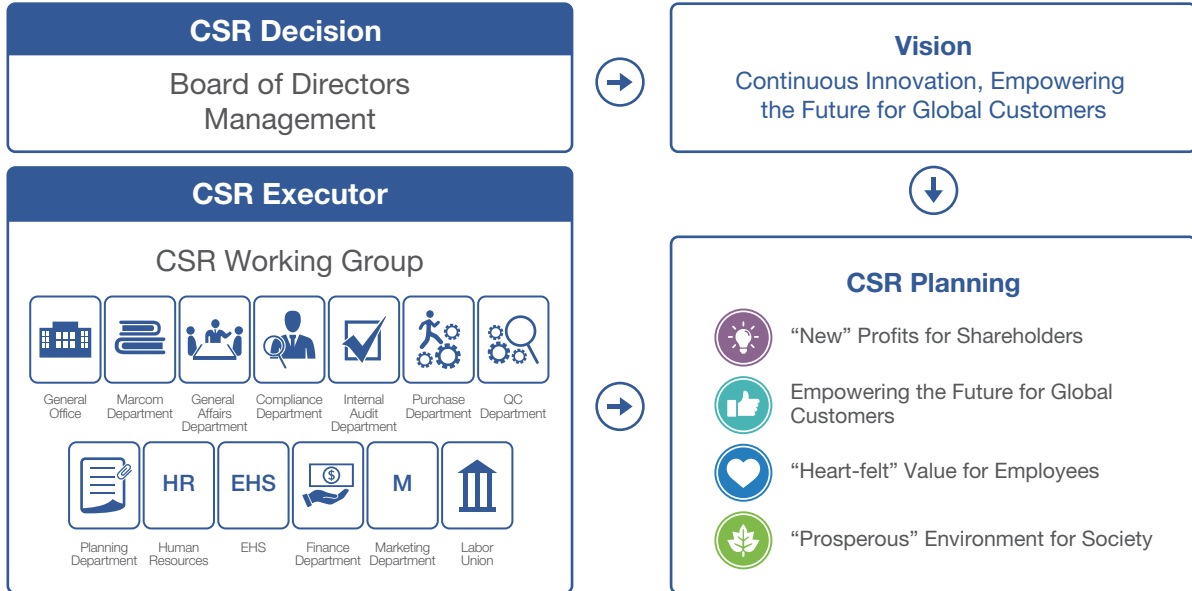 CSR Decision
Board of Directors
Management
Vision
Continuous Innovation, Empowering
the Future for Global Customers
CSR Executor
CSR Working Group
General
Office
Marcom
Department
General
Affairs
Department
Compliance
Department
Internal
Audit
Department
Purchase
Department
QC
Department
HR
EHS
$
M
Planning
Department
Human
Resources
EHS
Finance
Department
Marketing
Department
Labor
Union
CSR Planning
“New” Profits for Shareholders
Empowering the Future for Global
Customers
“Heart-felt” Value for Employees
“Prosperous” Environment for Society